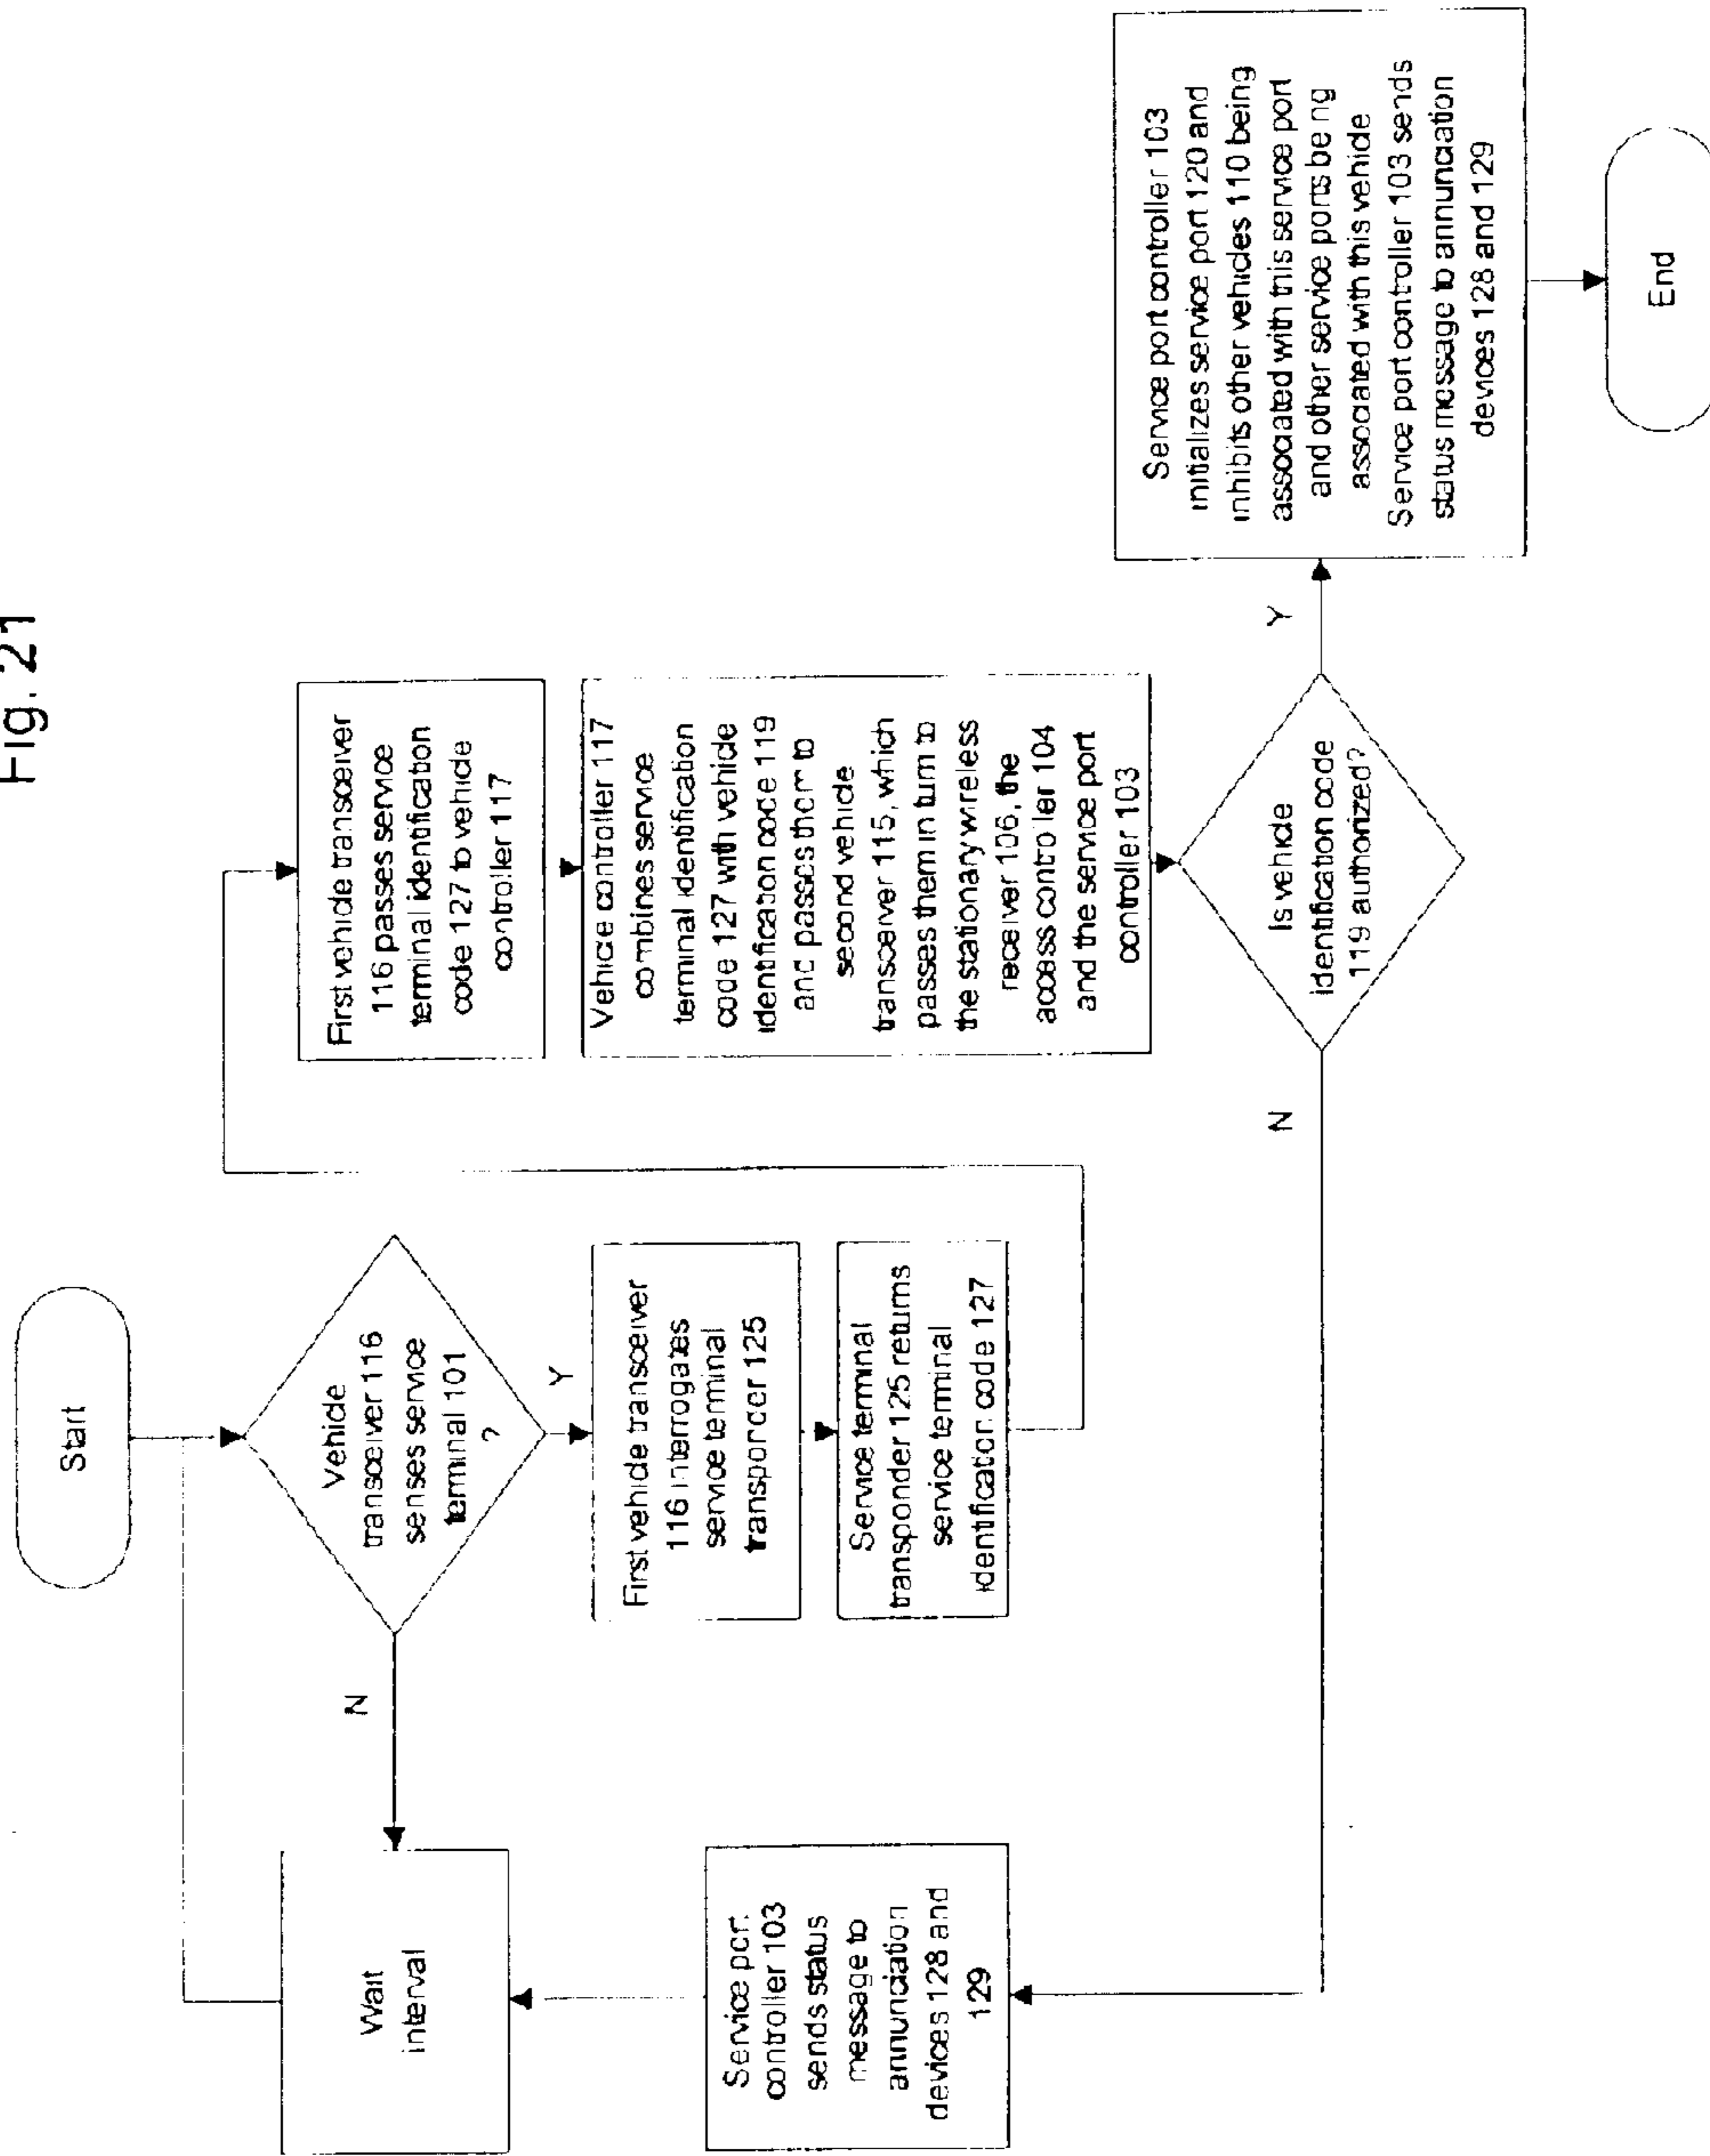 Fig. 21
Start
Vehicle
transceiver 116
senses service
terminal 101
?
N
Y
Wait
interval
First vehicle transceiver
116 interrogates
service terminal
transponder 125
Service terminal
transponder 125 returns
service terminal
identification code 127
First vehicle transceiver
116 passes service
terminal identification
code 127 to vehicle
controller 117
Vehicle controller 117
combines service
terminal identification
code 127 with vehicle
identification code 119
and passes them to
second vehicle
transceiver 115, which
passes them in turn to
the stationary wireless
receiver 106, the
access controller 104
and the service port
controller 103
Is vehicle
identification code
119 authorized?
N
Y
Service port
controller 103
sends status
message to
annunciation
devices 128 and
129
Service port controller 103
initializes service port 120 and
inhibits other vehicles 110 being
associated with this service port
and other service ports being
associated with this vehicle
Service port controller 103 sends
status message to annunciation
devices 128 and 129
End